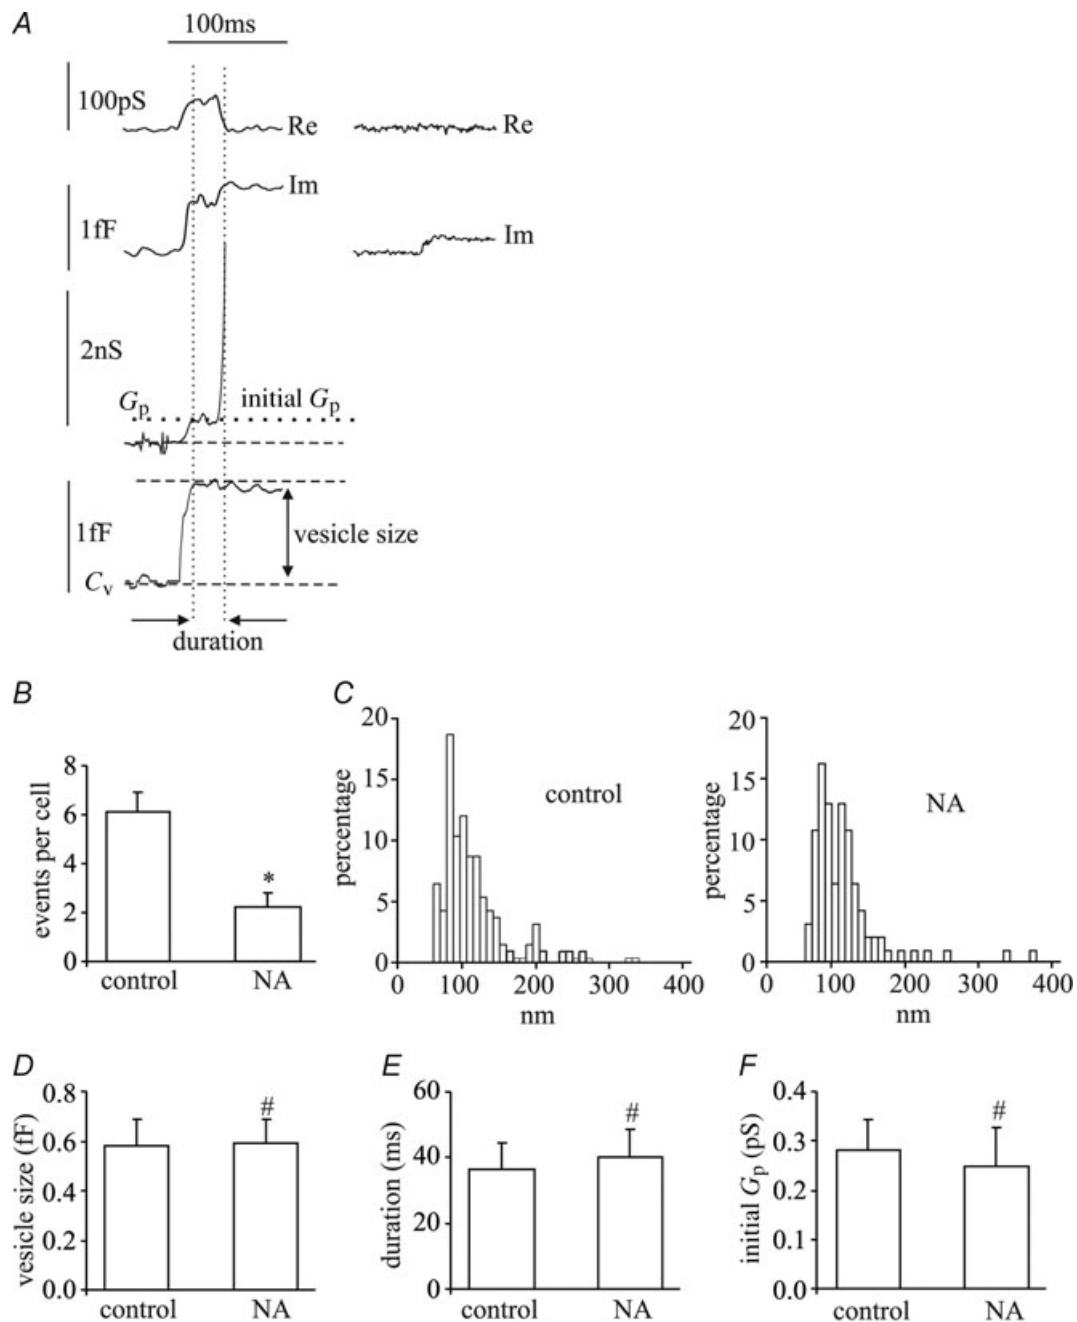 A
100ms
100pS
Re
Re
Im
1fF
Im
2nS
Gp
initial Gp
1fF
vesicle size
Cv
duration
B
events per cell
8
6
4
2
0
*
control
NA
C
percentage
20
15
10
5
0
control
0
100
200
300
400
nm
percentage
20
15
10
5
0
NA
0
100
200
300
400
nm
D
vesicle size (fF)
0.8
0.6
0.4
0.2
0.0
#
control
NA
E
duration (ms)
60
40
20
0
#
control
NA
F
initial Gp (pS)
0.4
0.3
0.2
0.1
0.0
#
control
NA